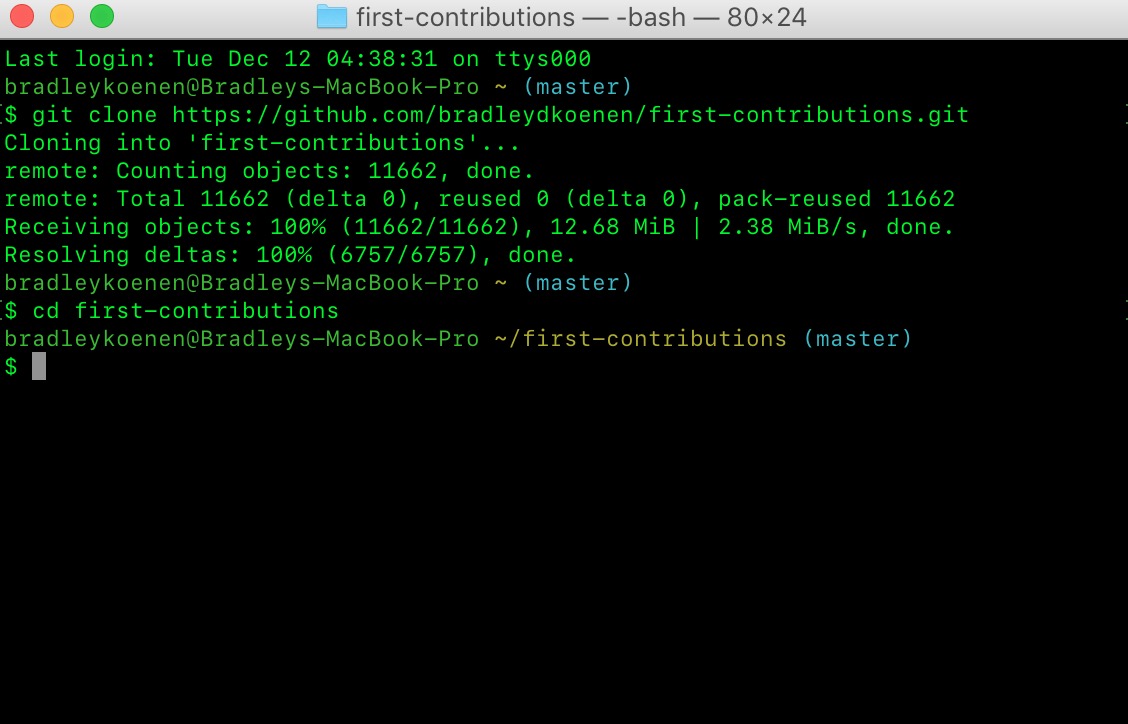 first-contributions — -bash — 80×24
Last login: Tue Dec 12 04:38:31 on ttys000
bradleykoenen@Bradleys-MacBook-Pro ~ (master)
$ git clone https://github.com/bradleydkoenen/first-contributions.git
Cloning into 'first-contributions'...
remote: Counting objects: 11662, done.
remote: Total 11662 (delta 0), reused 0 (delta 0), pack-reused 11662
Receiving objects: 100% (11662/11662), 12.68 MiB | 2.38 MiB/s, done.
Resolving deltas: 100% (6757/6757), done.
bradleykoenen@Bradleys-MacBook-Pro ~ (master)
$ cd first-contributions
bradleykoenen@Bradleys-MacBook-Pro ~/first-contributions (master)
$